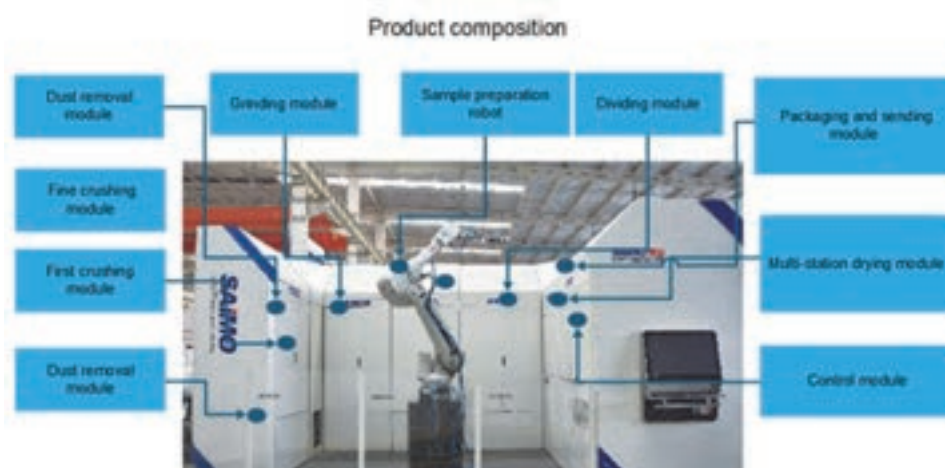 Product composition
Dust removal
module
Grinding module
Sample preparation
robot
Dividing module
Packaging and sending
module
Fine crushing
module
First crushing
module
Multi-station drying module
Dust removal
module
Control module
SAIMO